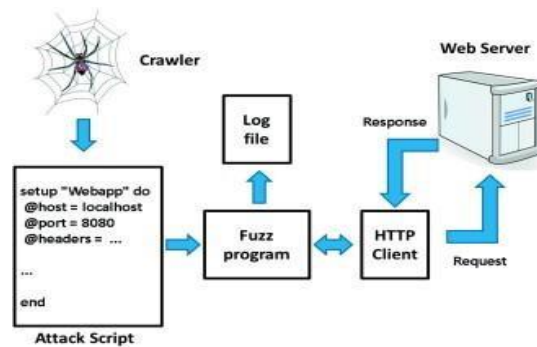 Crawler
Web Server
Log
file
Response
setup "Webapp" do
@host = localhost
@port = 8080
@headers = ...
...
end
Fuzz
program
HTTP
Client
Request
Attack Script